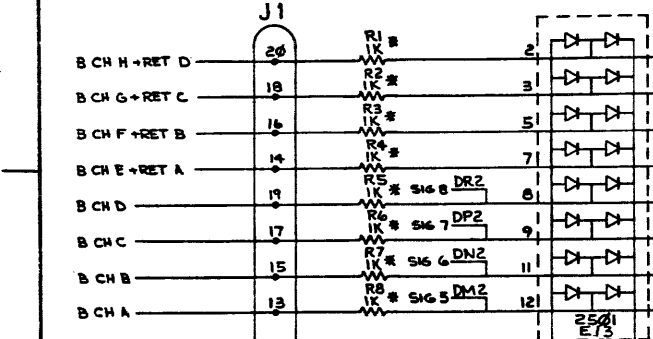 J1
B CH H+RET D 20 R1 1K * 2
B CH G+RET C 18 R2 1K * 3
B CH F+RET B 16 R3 1K * 5
B CH E+RET A 14 R4 1K * 7
B CH D 19 R5 1K * SIG 8 DR2 8
B CH C 17 R6 1K * SIG 7 DP2 9
B CH B 15 R7 1K * SIG 6 DN2 11
B CH A 13 R8 1K * SIG 5 DM2 12
2501
E13